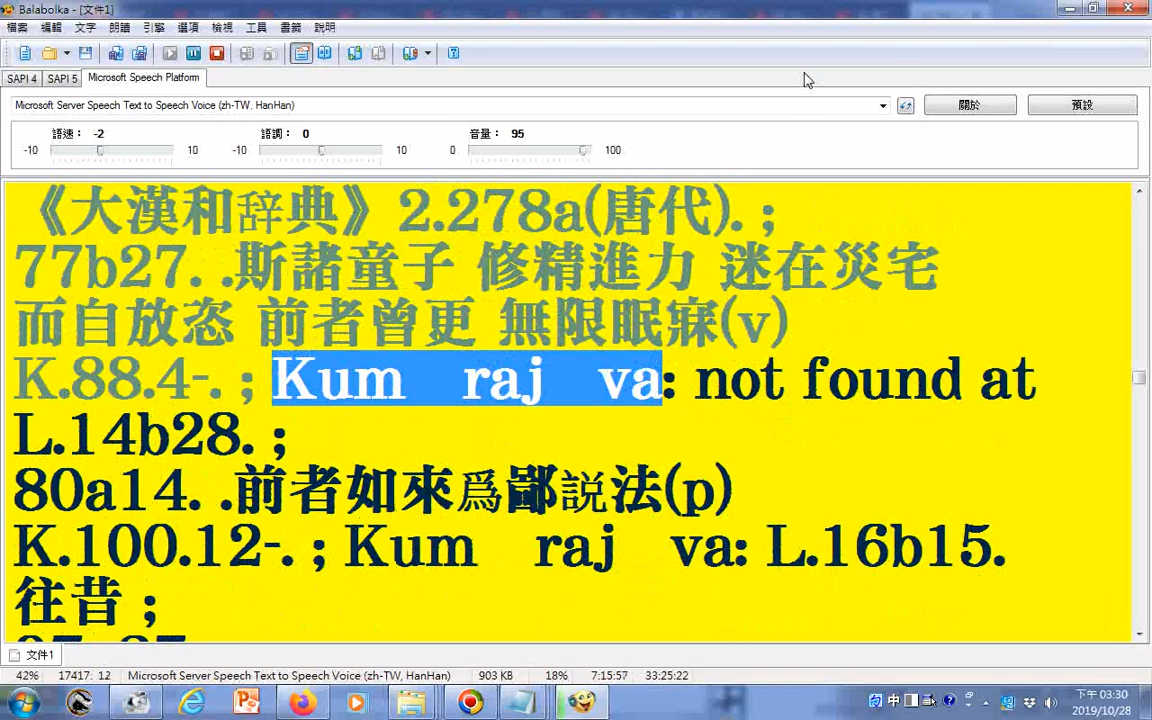 Balabolka - [文件1]
檔案 編輯 文字 朗讀 引擎 選項 檢視 工具 書籤 說明
SAPI 4 SAPI 5 Microsoft Speech Platform
Microsoft Server Speech Text to Speech Voice (zh-TW, HanHan) 關於 預設
語速： -2 語調： 0 音量： 95
-10 10 -10 10 0 100
《大漢和辞典》2.278a(唐代). ;
77b27. .斯諸童子 修精進力 迷在災宅
而自放恣 前者曾更 無限眠寐(v)
K.88.4-. ; Kum raj va: not found at
L.14b28. ;
80a14. .前者如來爲鄙説法(p)
K.100.12-. ; Kum raj va: L.16b15.
往昔 ;
文件1
42% 17417: 12 Microsoft Server Speech Text to Speech Voice (zh-TW, HanHan) 903 KB 18% 7:15:57 33:25:22
中 下午 03:30
2019/10/28